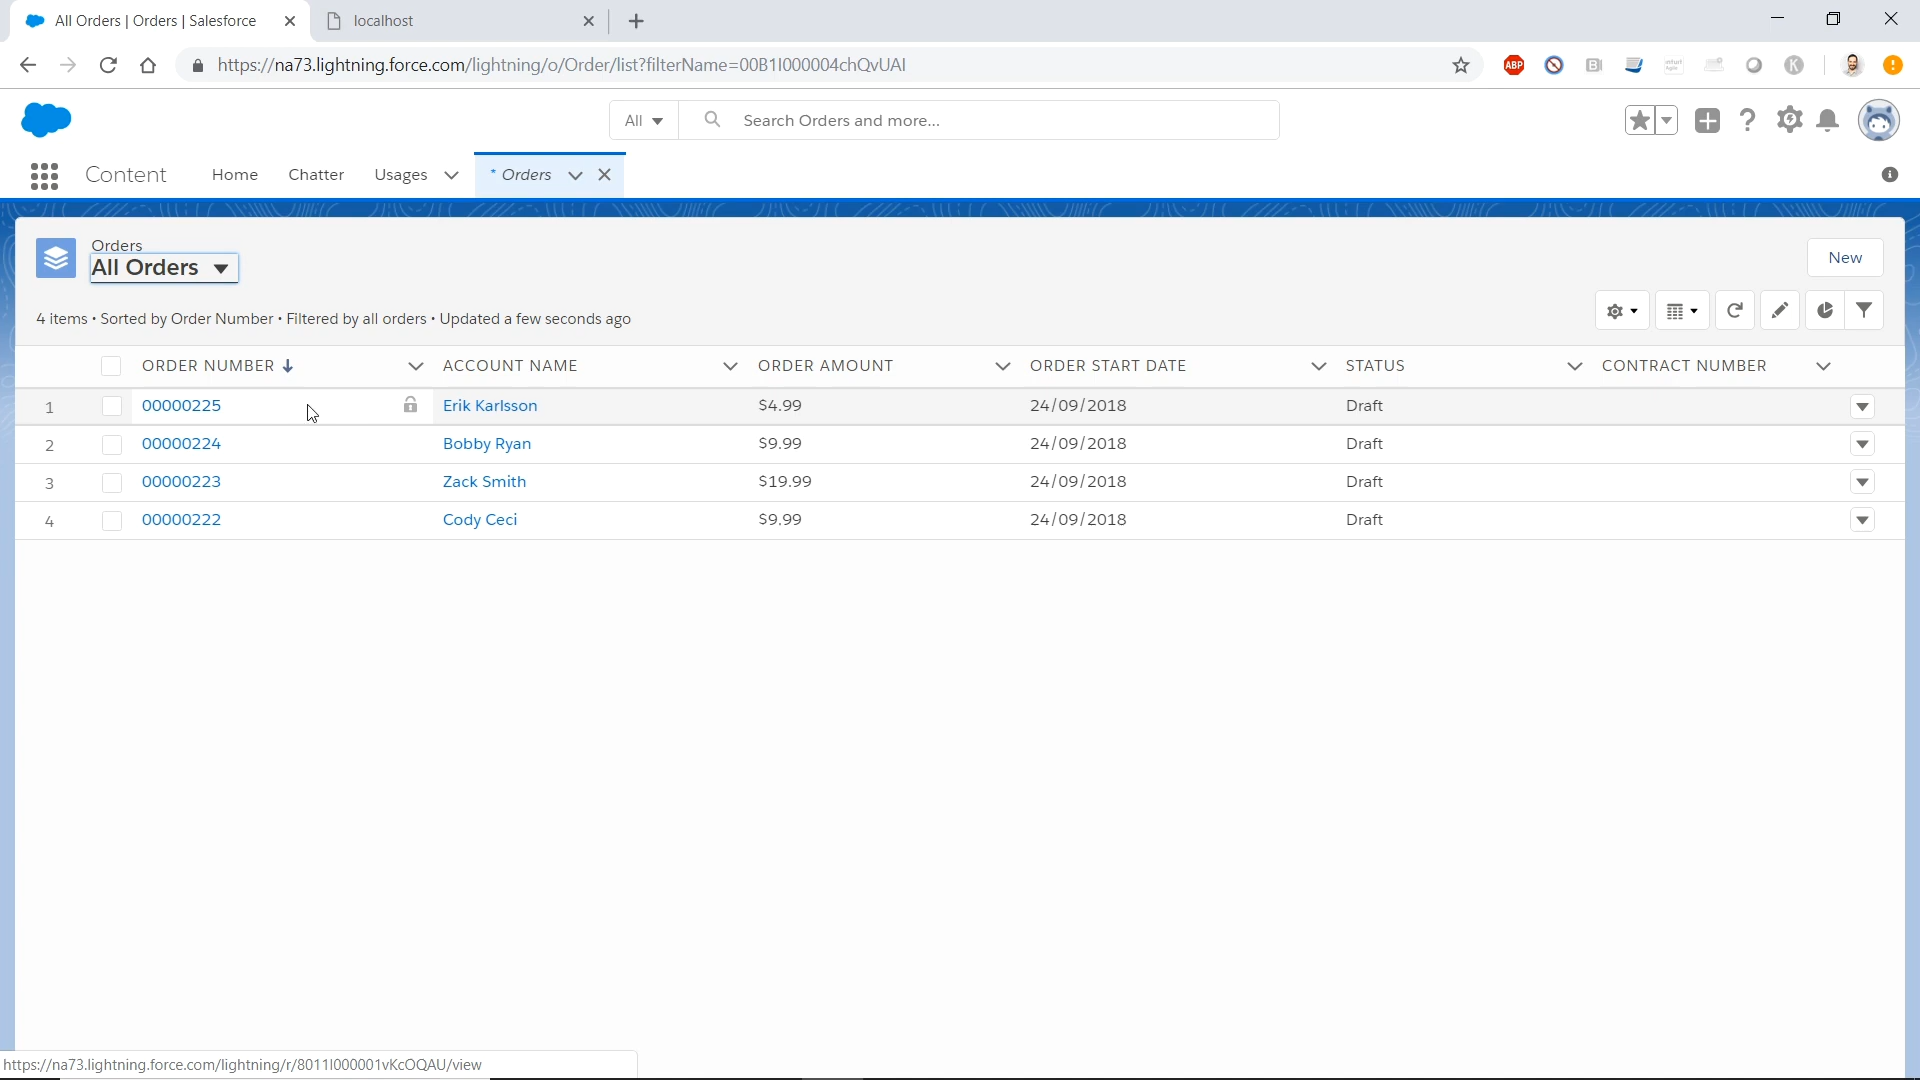 All Orders | Orders | Salesforce
localhost
https://na73.lightning.force.com/lightning/o/Order/list?filterName=00B1I000004chQvUAI
ABP
K
All
Search Orders and more...
Content Home Chatter Usages * Orders
Orders
All Orders
New
4 items • Sorted by Order Number • Filtered by all orders • Updated a few seconds ago
ORDER NUMBER ACCOUNT NAME ORDER AMOUNT ORDER START DATE STATUS CONTRACT NUMBER
1 00000225 Erik Karlsson $4.99 24/09/2018 Draft
2 00000224 Bobby Ryan $9.99 24/09/2018 Draft
3 00000223 Zack Smith $19.99 24/09/2018 Draft
4 00000222 Cody Ceci $9.99 24/09/2018 Draft
https://na73.lightning.force.com/lightning/r/8011I000001vKcOQAU/view